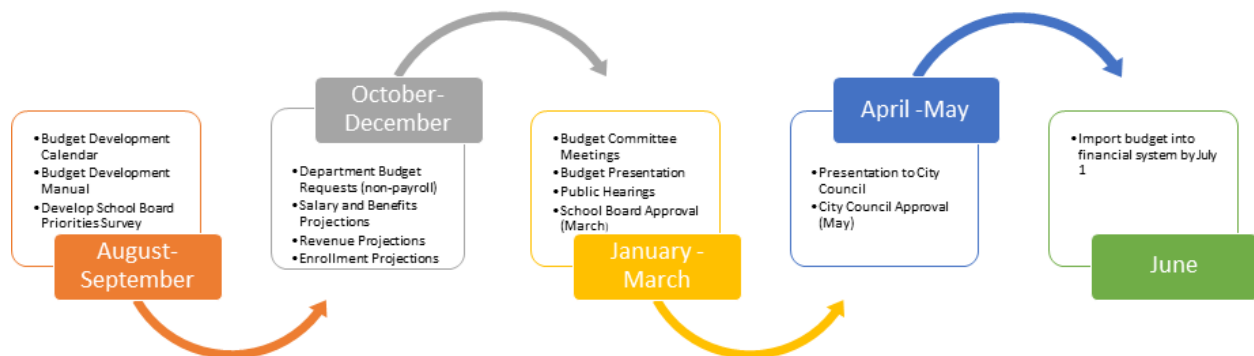 August-
September
• Budget Development
Calendar
• Budget Development
Manual
• Develop School Board
Priorities Survey
October-
December
• Department Budget
Requests (non-payroll)
• Salary and Benefits
Projections
• Revenue Projections
• Enrollment Projections
January -
March
• Budget Committee
Meetings
• Budget Presentation
• Public Hearings
• School Board Approval
(March)
April -May
• Presentation to City
Council
• City Council Approval
(May)
June
• Import budget into
financial system by July
1